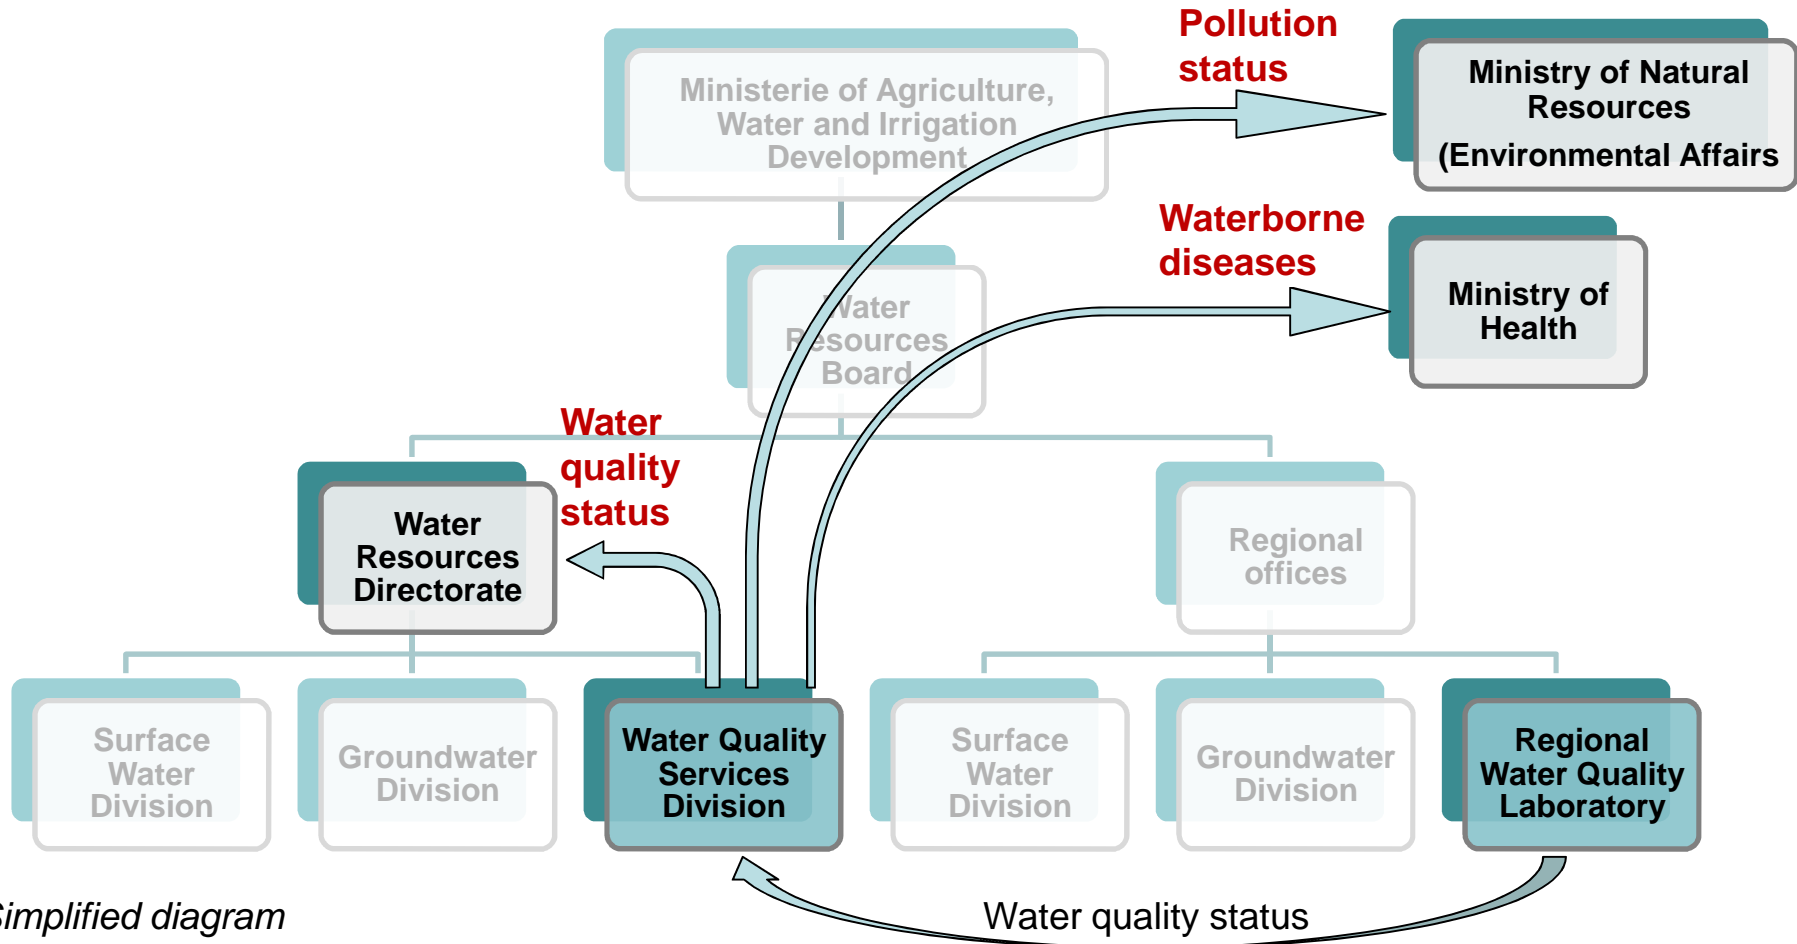 Pollution
status
Ministry of Natural
Resources
(Environmental Affairs
Ministerie of Agriculture,
Water and Irrigation
Development
Waterborne
diseases
Ministry of
Health
Water
Resources
Board
Water
quality
status
Water
Resources
Directorate
Regional
offices
Surface
Water
Division
Groundwater
Division
Water Quality
Services
Division
Surface
Water
Division
Groundwater
Division
Regional
Water Quality
Laboratory
Simplified diagram
Water quality status